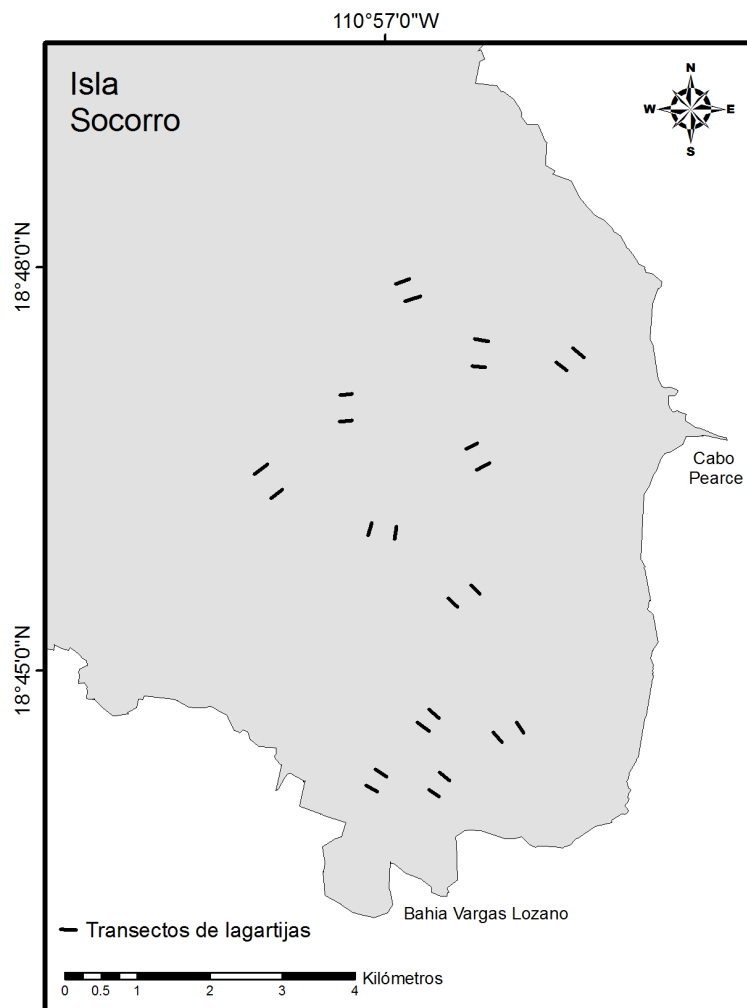 110°57'0"W
Isla
Socorro
N
W E
S
18°48'0"N
Cabo
Pearce
18°45'0"N
Bahia Vargas Lozano
Transectos de lagartijas
Kilómetros
0 0.5 1 2 3 4